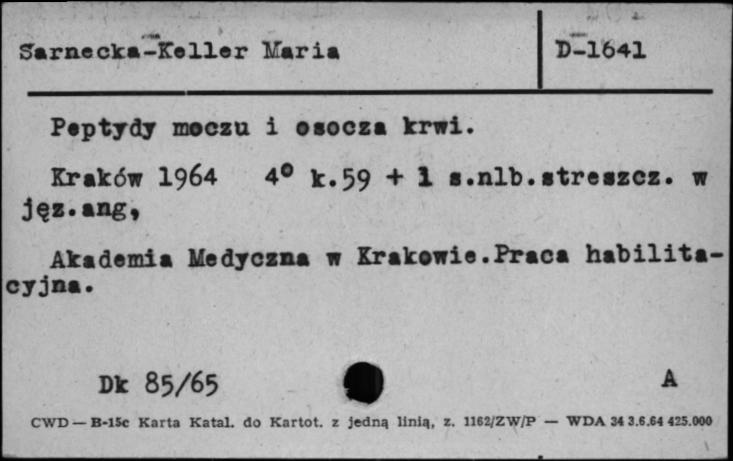 Sarnecka-Keller Maria D-1641
Peptydy moczu i osocza krwi.
Kraków 1964 4° k.59 + 1 s.nlb.streszcz. w
jęz.ang,
Akademia Medyczna w Krakowie.Praca habilita-
cyjna.
Dk 85/65 A
CWD — B-15c Karta Katal. do Kartot. z jedną linią, z. 1162/ZW/P — WDA 34 3.6.64 425.000